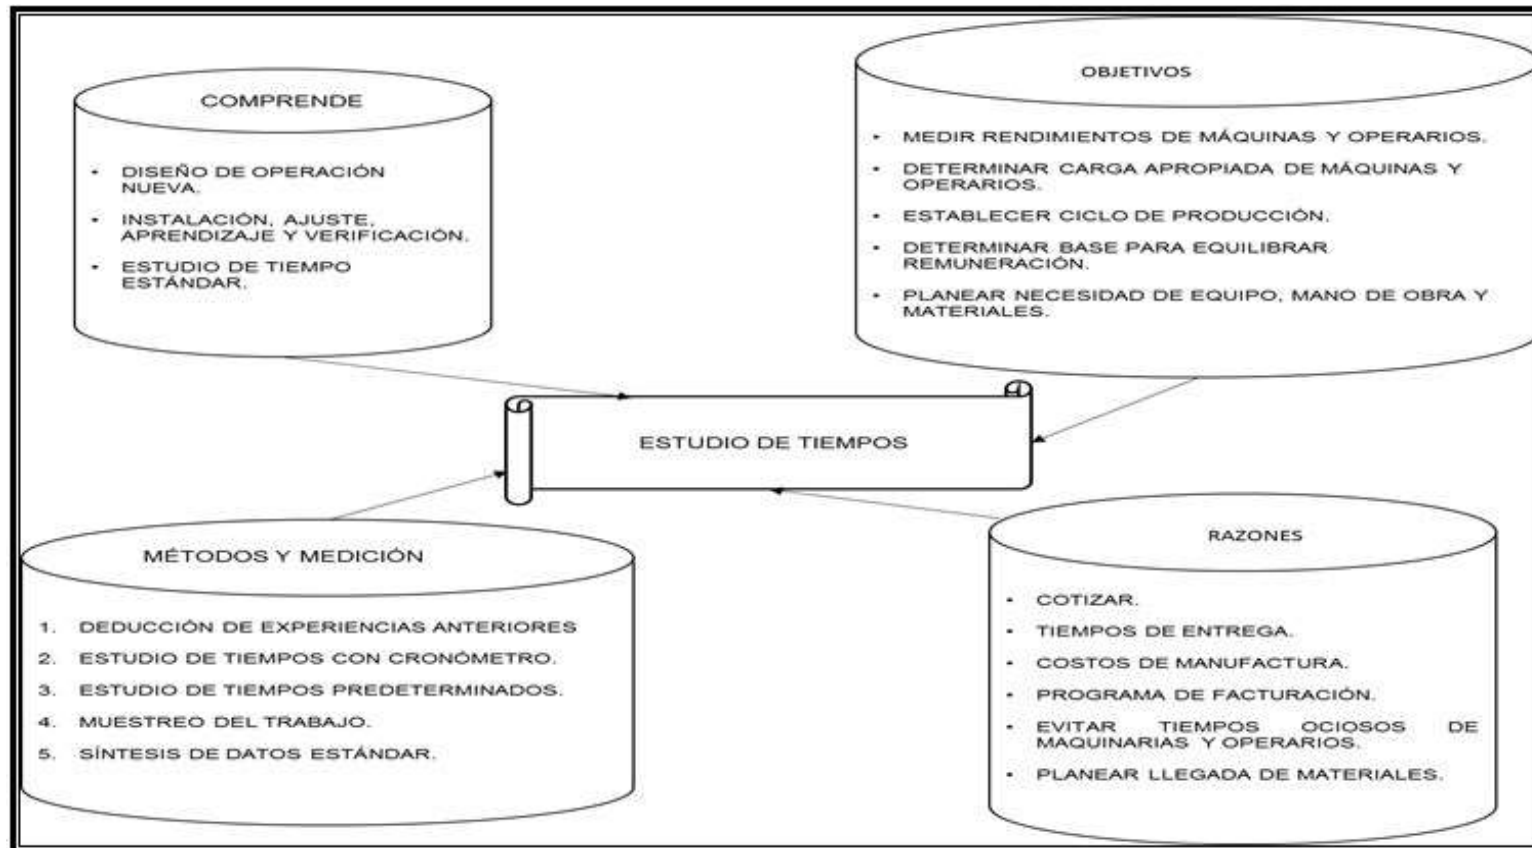 COMPRENDE
• DISEÑO DE OPERACIÓN
NUEVA.
• INSTALACIÓN, AJUSTE,
APRENDIZAJE Y VERIFICACIÓN.
• ESTUDIO DE TIEMPO
ESTÁNDAR.
OBJETIVOS
• MEDIR RENDIMIENTOS DE MÁQUINAS Y OPERARIOS.
• DETERMINAR CARGA APROPIADA DE MÁQUINAS Y
OPERARIOS.
• ESTABLECER CICLO DE PRODUCCIÓN.
• DETERMINAR BASE PARA EQUILIBRAR
REMUNERACIÓN.
• PLANEAR NECESIDAD DE EQUIPO, MANO DE OBRA Y
MATERIALES.
ESTUDIO DE TIEMPOS
MÉTODOS Y MEDICIÓN
1. DEDUCCIÓN DE EXPERIENCIAS ANTERIORES
2. ESTUDIO DE TIEMPOS CON CRONÓMETRO.
3. ESTUDIO DE TIEMPOS PREDETERMINADOS.
4. MUESTREO DEL TRABAJO.
5. SÍNTESIS DE DATOS ESTÁNDAR.
RAZONES
• COTIZAR.
• TIEMPOS DE ENTREGA.
• COSTOS DE MANUFACTURA.
• PROGRAMA DE FACTURACIÓN.
• EVITAR TIEMPOS OCIOSOS DE
MAQUINARIAS Y OPERARIOS.
• PLANEAR LLEGADA DE MATERIALES.